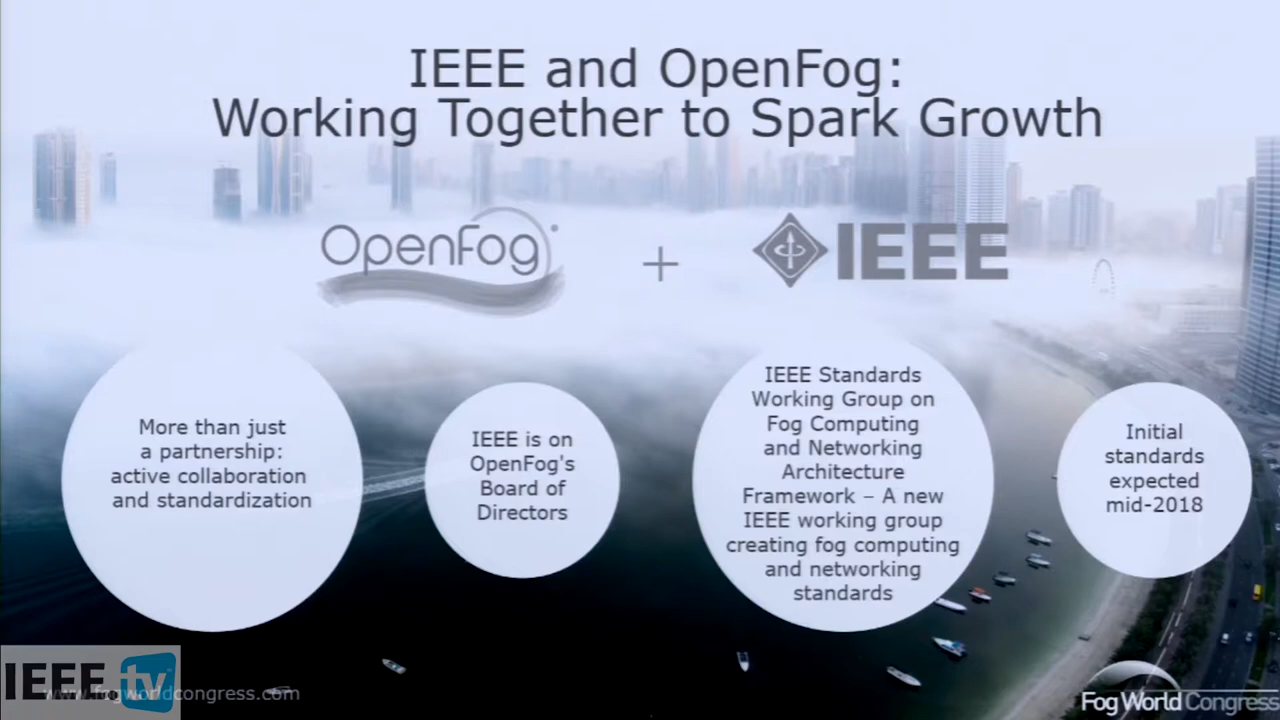 IEEE and OpenFog:
Working Together to Spark Growth
OpenFog
+
IEEE
More than just
a partnership:
active collaboration
and standardization
IEEE is on
OpenFog's
Board of
Directors
IEEE Standards
Working Group on
Fog Computing
and Networking
Architecture
Framework – A new
IEEE working group
creating fog computing
and networking
standards
Initial
standards
expected
mid-2018
IEEE.tv
www.fogworldcongress.com
Fog World Congress